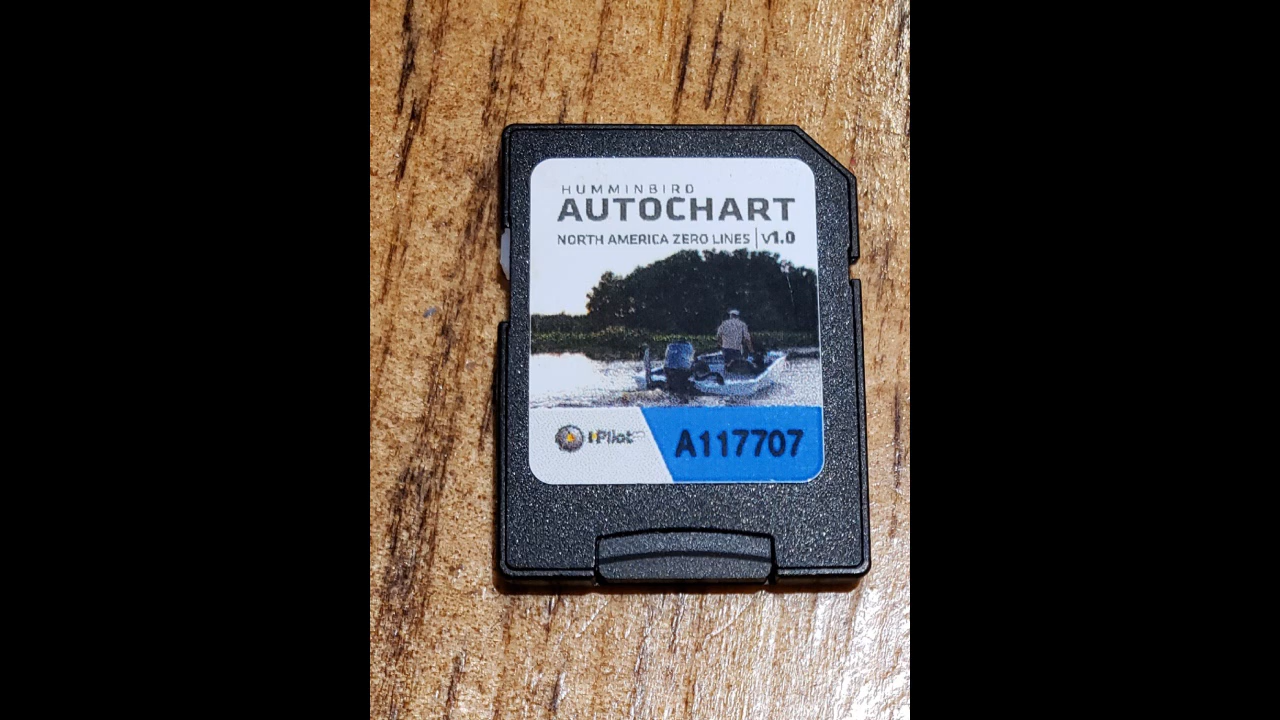 HUMMINBIRD
AUTOCHART
NORTH AMERICA ZERO LINES | v1.0
iPilot
A117707